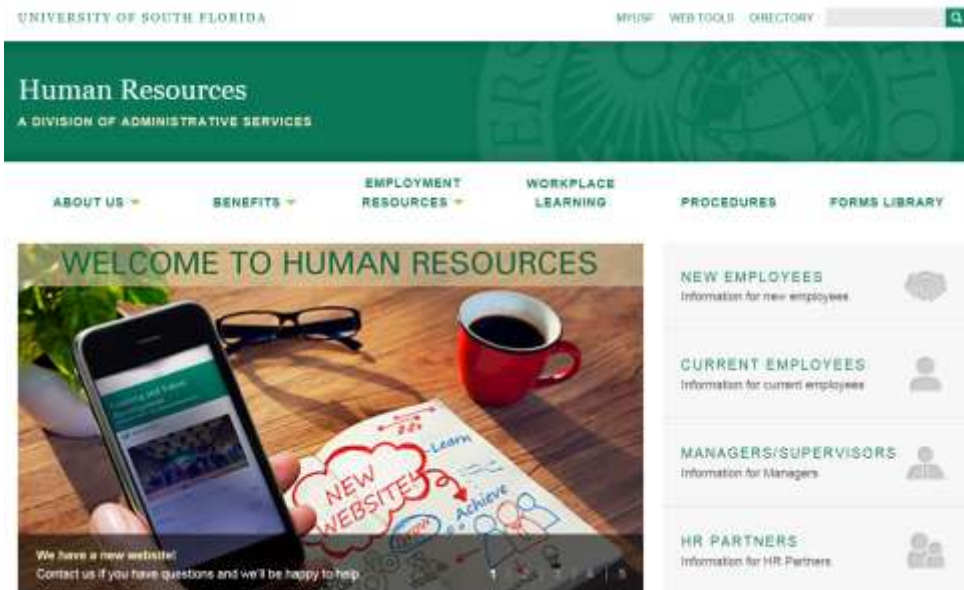 UNIVERSITY OF SOUTH FLORIDA
MYUSF WEB TOOLS DIRECTORY
Human Resources
A DIVISION OF ADMINISTRATIVE SERVICES
ABOUT US
BENEFITS
EMPLOYMENT
RESOURCES
WORKPLACE
LEARNING
PROCEDURES
FORMS LIBRARY
WELCOME TO HUMAN RESOURCES
Learn
NEW
WEBSITE!
Achieve
We have a new website!
Contact us if you have questions and we'll be happy to help.
1 2 3 4 5
NEW EMPLOYEES
Information for new employees
CURRENT EMPLOYEES
Information for current employees
MANAGERS/SUPERVISORS
Information for Managers
HR PARTNERS
Information for HR Partners